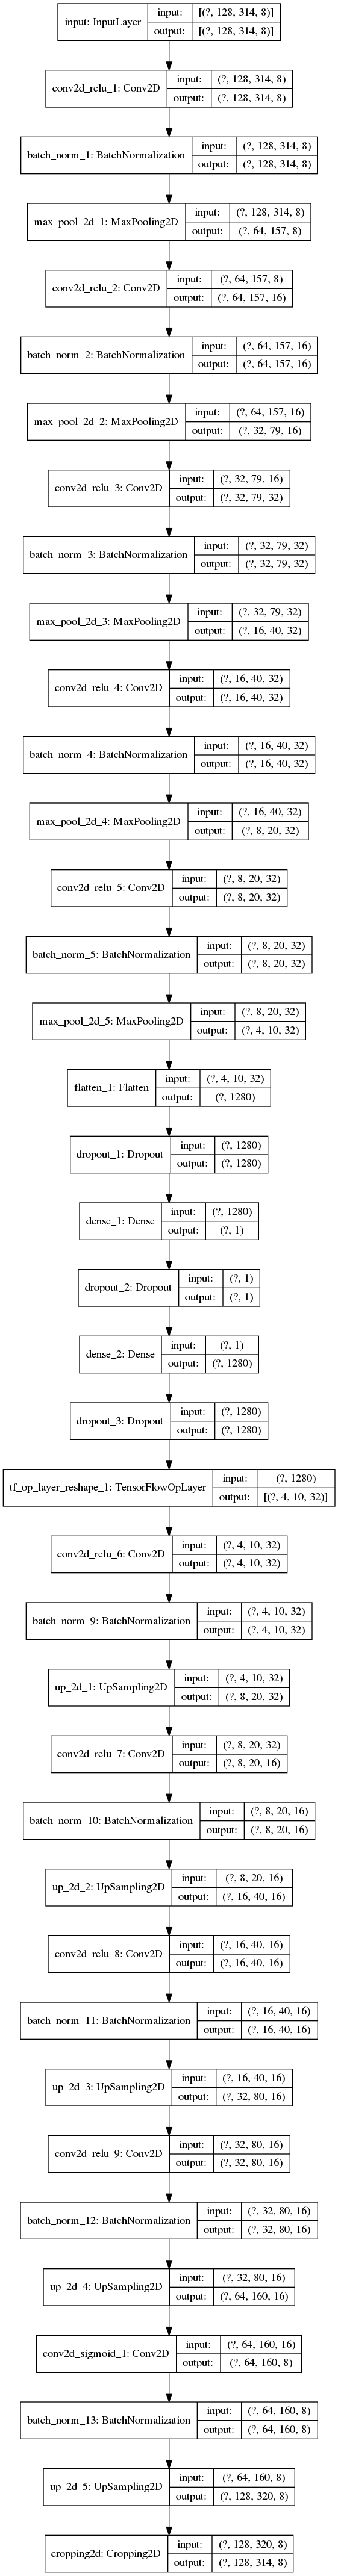 input: InputLayer
input: [(?, 128, 314, 8)]
output: [(?, 128, 314, 8)]
conv2d_relu_1: Conv2D
input: (?, 128, 314, 8)
output: (?, 128, 314, 8)
batch_norm_1: BatchNormalization
input: (?, 128, 314, 8)
output: (?, 128, 314, 8)
max_pool_2d_1: MaxPooling2D
input: (?, 128, 314, 8)
output: (?, 64, 157, 8)
conv2d_relu_2: Conv2D
input: (?, 64, 157, 8)
output: (?, 64, 157, 16)
batch_norm_2: BatchNormalization
input: (?, 64, 157, 16)
output: (?, 64, 157, 16)
max_pool_2d_2: MaxPooling2D
input: (?, 64, 157, 16)
output: (?, 32, 79, 16)
conv2d_relu_3: Conv2D
input: (?, 32, 79, 16)
output: (?, 32, 79, 32)
batch_norm_3: BatchNormalization
input: (?, 32, 79, 32)
output: (?, 32, 79, 32)
max_pool_2d_3: MaxPooling2D
input: (?, 32, 79, 32)
output: (?, 16, 40, 32)
conv2d_relu_4: Conv2D
input: (?, 16, 40, 32)
output: (?, 16, 40, 32)
batch_norm_4: BatchNormalization
input: (?, 16, 40, 32)
output: (?, 16, 40, 32)
max_pool_2d_4: MaxPooling2D
input: (?, 16, 40, 32)
output: (?, 8, 20, 32)
conv2d_relu_5: Conv2D
input: (?, 8, 20, 32)
output: (?, 8, 20, 32)
batch_norm_5: BatchNormalization
input: (?, 8, 20, 32)
output: (?, 8, 20, 32)
max_pool_2d_5: MaxPooling2D
input: (?, 8, 20, 32)
output: (?, 4, 10, 32)
flatten_1: Flatten
input: (?, 4, 10, 32)
output: (?, 1280)
dropout_1: Dropout
input: (?, 1280)
output: (?, 1280)
dense_1: Dense
input: (?, 1280)
output: (?, 1)
dropout_2: Dropout
input: (?, 1)
output: (?, 1)
dense_2: Dense
input: (?, 1)
output: (?, 1280)
dropout_3: Dropout
input: (?, 1280)
output: (?, 1280)
tf_op_layer_reshape_1: TensorFlowOpLayer
input: (?, 1280)
output: [(?, 4, 10, 32)]
conv2d_relu_6: Conv2D
input: (?, 4, 10, 32)
output: (?, 4, 10, 32)
batch_norm_9: BatchNormalization
input: (?, 4, 10, 32)
output: (?, 4, 10, 32)
up_2d_1: UpSampling2D
input: (?, 4, 10, 32)
output: (?, 8, 20, 32)
conv2d_relu_7: Conv2D
input: (?, 8, 20, 32)
output: (?, 8, 20, 16)
batch_norm_10: BatchNormalization
input: (?, 8, 20, 16)
output: (?, 8, 20, 16)
up_2d_2: UpSampling2D
input: (?, 8, 20, 16)
output: (?, 16, 40, 16)
conv2d_relu_8: Conv2D
input: (?, 16, 40, 16)
output: (?, 16, 40, 16)
batch_norm_11: BatchNormalization
input: (?, 16, 40, 16)
output: (?, 16, 40, 16)
up_2d_3: UpSampling2D
input: (?, 16, 40, 16)
output: (?, 32, 80, 16)
conv2d_relu_9: Conv2D
input: (?, 32, 80, 16)
output: (?, 32, 80, 16)
batch_norm_12: BatchNormalization
input: (?, 32, 80, 16)
output: (?, 32, 80, 16)
up_2d_4: UpSampling2D
input: (?, 32, 80, 16)
output: (?, 64, 160, 16)
conv2d_sigmoid_1: Conv2D
input: (?, 64, 160, 16)
output: (?, 64, 160, 8)
batch_norm_13: BatchNormalization
input: (?, 64, 160, 8)
output: (?, 64, 160, 8)
up_2d_5: UpSampling2D
input: (?, 64, 160, 8)
output: (?, 128, 320, 8)
cropping2d: Cropping2D
input: (?, 128, 320, 8)
output: (?, 128, 314, 8)